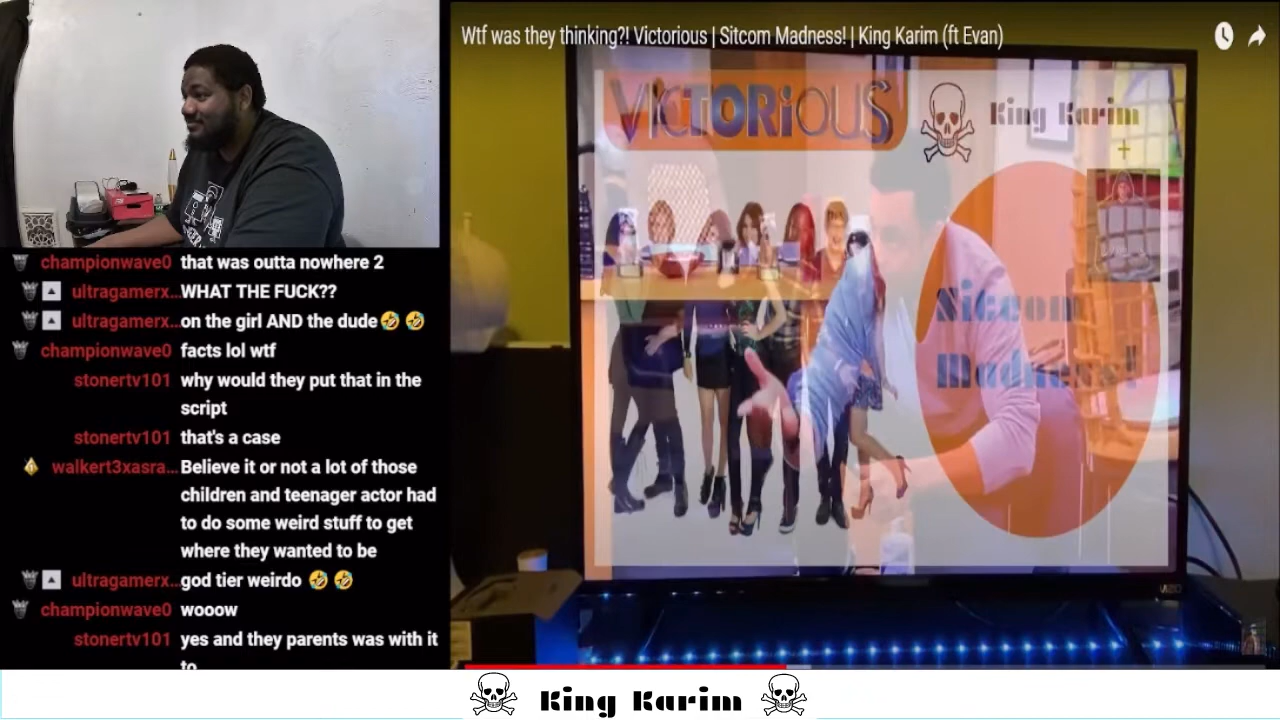 Wtf was they thinking?! Victorious | Sitcom Madness! | King Karim (ft Evan)
VICTORiOUS
King Karim
Sitcom
Madness!
VIZIO
championwave0 that was outta nowhere 2
ultragamerx... WHAT THE FUCK??
ultragamerx... on the girl AND the dude🤣🤣
championwave0 facts lol wtf
stonertv101 why would they put that in the
script
stonertv101 that's a case
walkert3xasra... Believe it or not a lot of those
children and teenager actor had
to do some weird stuff to get
where they wanted to be
ultragamerx... god tier weirdo 🤣🤣
championwave0 wooow
stonertv101 yes and they parents was with it
to
King Karim